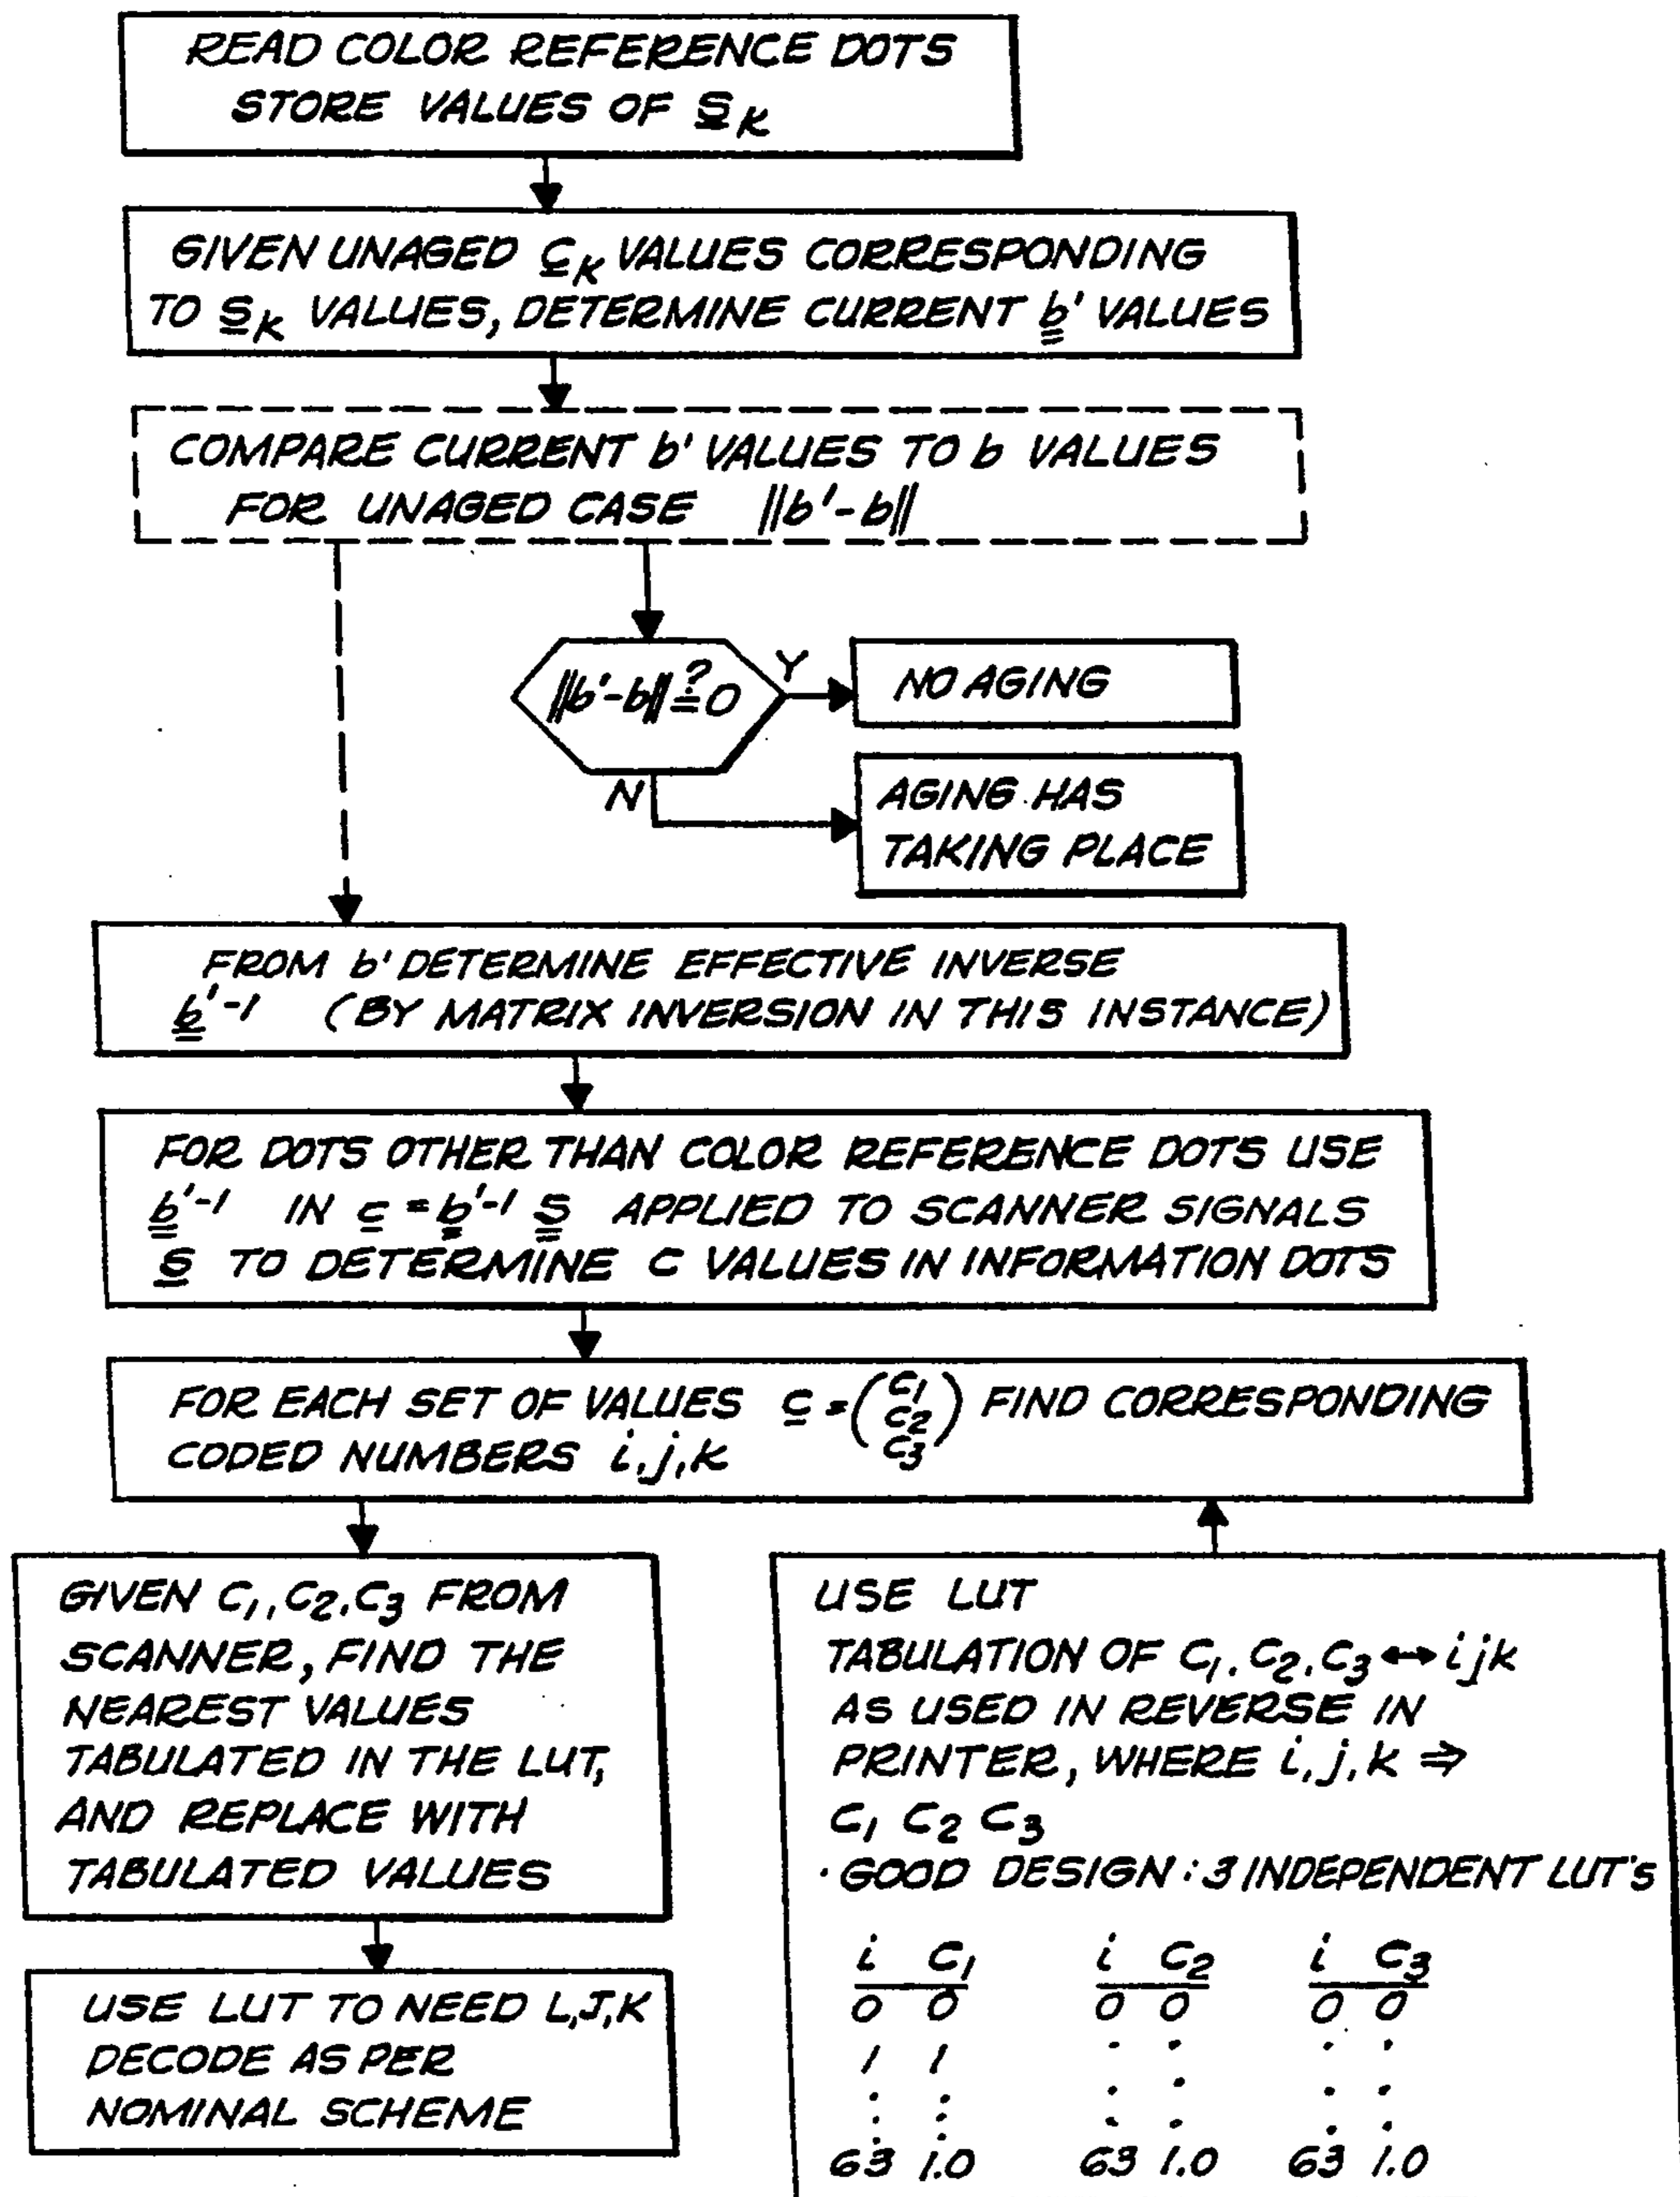 READ COLOR REFERENCE DOTS
STORE VALUES OF S_K
GIVEN UNAGED C_K VALUES CORRESPONDING
TO S_K VALUES, DETERMINE CURRENT b' VALUES
COMPARE CURRENT b' VALUES TO b VALUES
FOR UNAGED CASE ||b'-b||
||b'-b|| ?= 0
Y
NO AGING
N
AGING HAS
TAKING PLACE
FROM b' DETERMINE EFFECTIVE INVERSE
b'-1 (BY MATRIX INVERSION IN THIS INSTANCE)
FOR DOTS OTHER THAN COLOR REFERENCE DOTS USE
b'-1 IN c = b'-1 S APPLIED TO SCANNER SIGNALS
S TO DETERMINE C VALUES IN INFORMATION DOTS
FOR EACH SET OF VALUES c = (C1 C2 C3) FIND CORRESPONDING
CODED NUMBERS i,j,k
GIVEN C1,C2,C3 FROM
SCANNER, FIND THE
NEAREST VALUES
TABULATED IN THE LUT,
AND REPLACE WITH
TABULATED VALUES
USE LUT TO NEED L,J,K
DECODE AS PER
NOMINAL SCHEME
USE LUT
TABULATION OF C1,C2,C3 ↔ ijk
AS USED IN REVERSE IN
PRINTER, WHERE i,j,k ⇒
C1 C2 C3
· GOOD DESIGN: 3 INDEPENDENT LUT'S
i C1 i C2 i C3
0 0 0 0 0 0
1 1 . . . .
: : . . . .
63 1.0 63 1.0 63 1.0